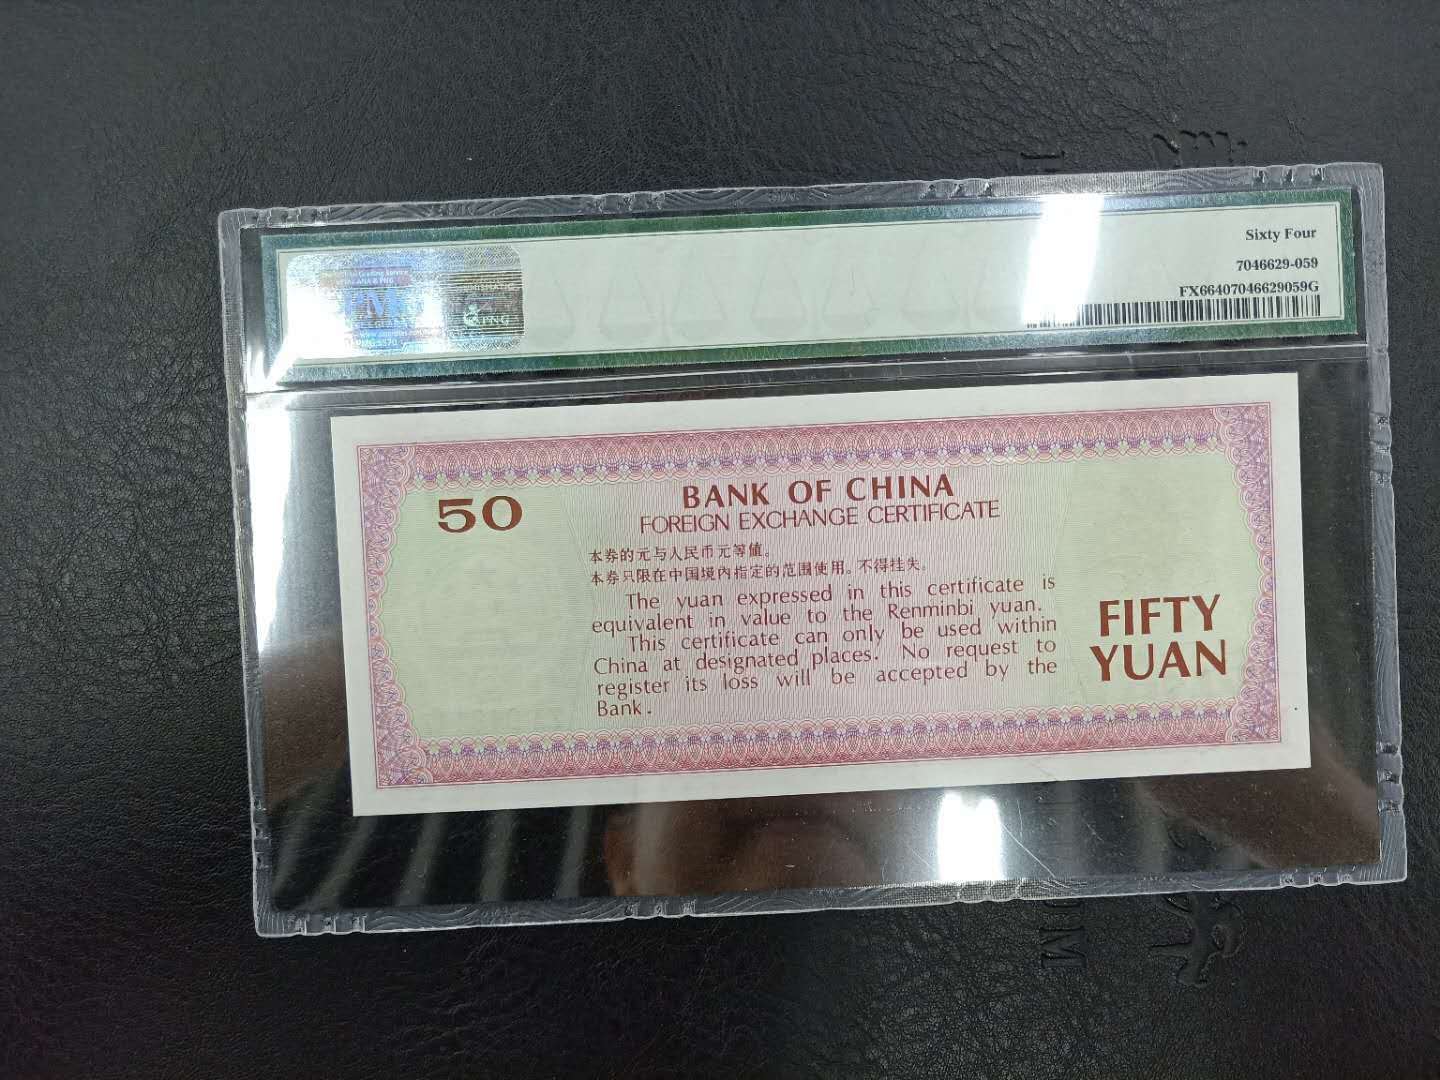 Sixty Four
7046629-059
FX66407046629059G
PNG
50
BANK OF CHINA
FOREIGN EXCHANGE CERTIFICATE
本券的元与人民币元等值。
本券只限在中国境内指定的范围使用。不得挂失。
The yuan expressed in this certificate is
equivalent in value to the Renminbi yuan.
This certificate can only be used within
China at designated places. No request to
register its loss will be accepted by the
Bank.
FIFTY
YUAN